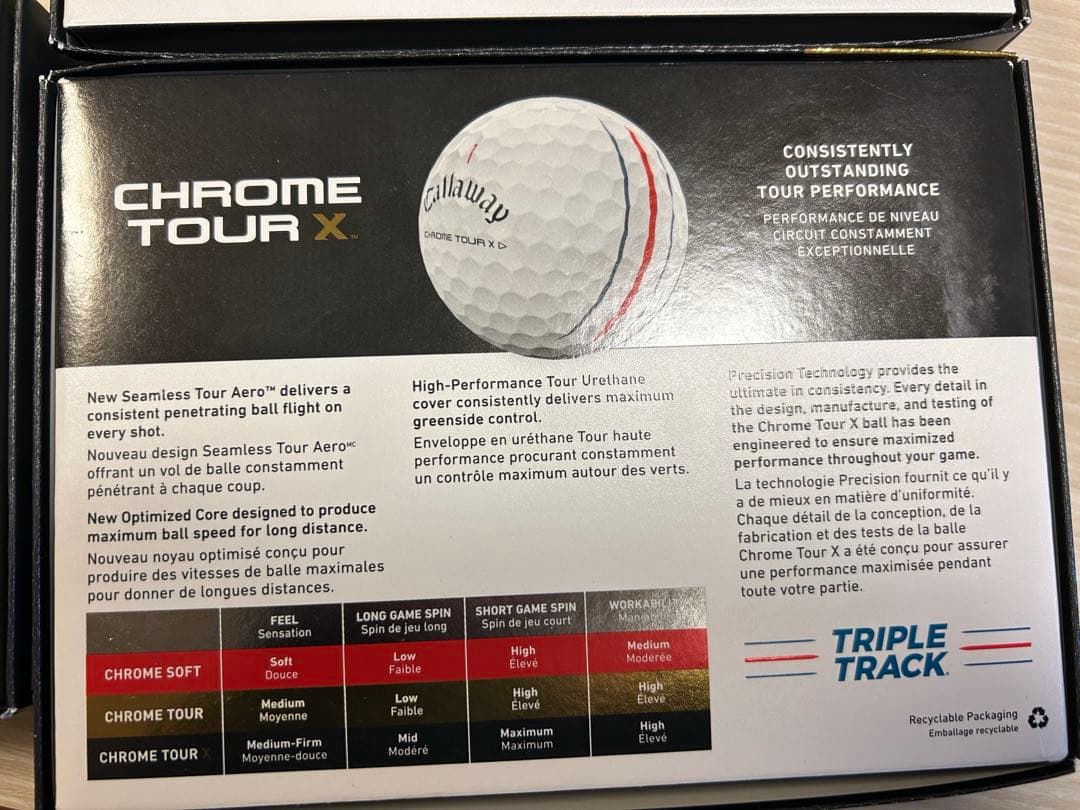 CHROME
TOUR X™
1
Callaway
CHROME TOUR X
CONSISTENTLY
OUTSTANDING
TOUR PERFORMANCE
PERFORMANCE DE NIVEAU
CIRCUIT CONSTAMMENT
EXCEPTIONNELLE
New Seamless Tour Aero™ delivers a
consistent penetrating ball flight on
every shot.
Nouveau design Seamless Tour Aeroᴹᶜ
offrant un vol de balle constamment
pénétrant à chaque coup.
New Optimized Core designed to produce
maximum ball speed for long distance.
Nouveau noyau optimisé conçu pour
produire des vitesses de balle maximales
pour donner de longues distances.
High-Performance Tour Urethane
cover consistently delivers maximum
greenside control.
Enveloppe en uréthane Tour haute
performance procurant constamment
un contrôle maximum autour des verts.
Precision Technology provides the
ultimate in consistency. Every detail in
the design, manufacture, and testing of
the Chrome Tour X ball has been
engineered to ensure maximized
performance throughout your game.
La technologie Precision fournit ce qu'il y
a de mieux en matière d'uniformité.
Chaque détail de la conception, de la
fabrication et des tests de la balle
Chrome Tour X a été conçu pour assurer
une performance maximisée pendant
toute votre partie.
FEEL LONG GAME SPIN SHORT GAME SPIN
Sensation Spin de jeu long Spin de jeu court
CHROME SOFT Soft Low High Medium
Douce Faible Élevé Modérée
CHROME TOUR Medium Low High High
Moyenne Faible Élevé Élevé
CHROME TOUR X Medium-Firm Mid Maximum High
Moyenne-douce Modéré Maximum Élevé
TRIPLE
TRACK.
Recyclable Packaging
Emballage recyclable